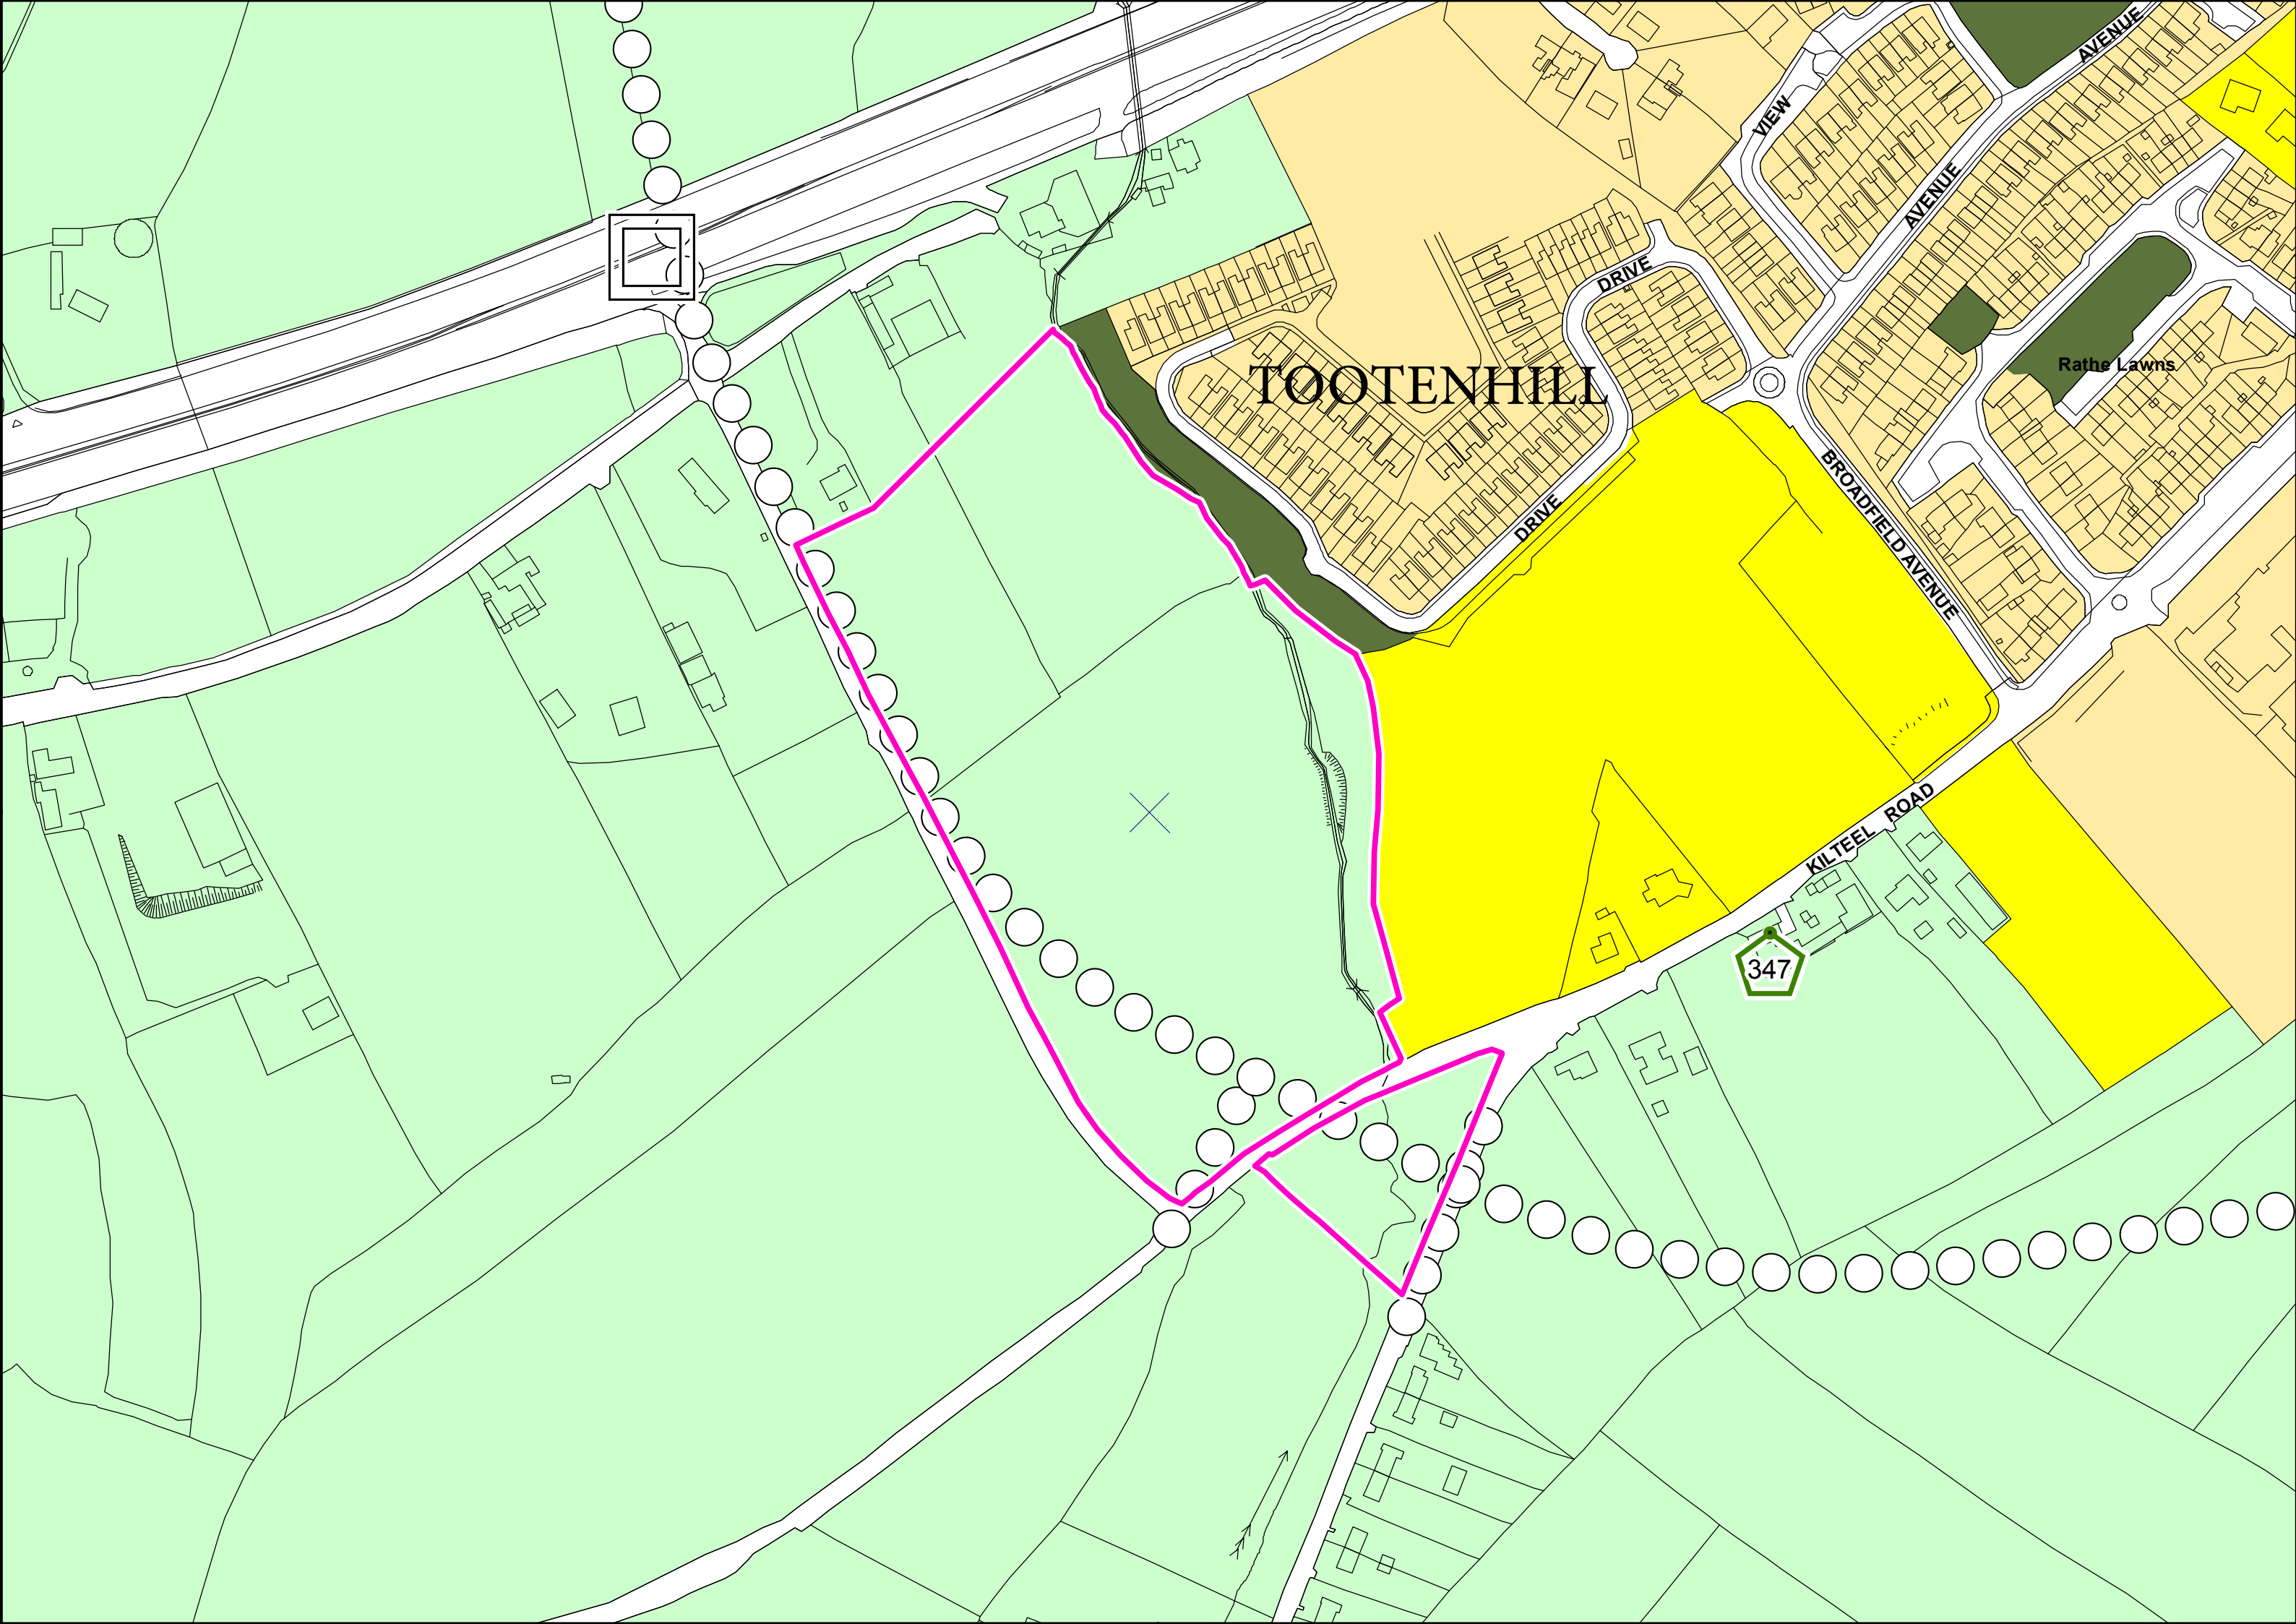 AVENUE
VIEW
AVENUE
DRIVE
Rathe Lawns
TOOTENHILL
DRIVE
BROADFIELD AVENUE
KILTEEL ROAD
347